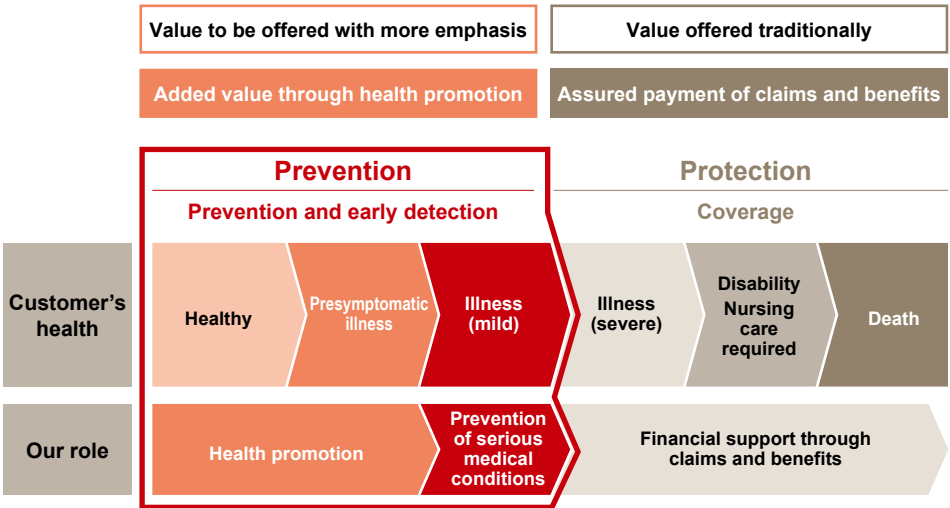 Value to be offered with more emphasis
Value offered traditionally
Added value through health promotion
Assured payment of claims and benefits
Prevention
Protection
Prevention and early detection
Coverage
Customer’s
health
Healthy
Presymptomatic
illness
Illness
(mild)
Illness
(severe)
Disability
Nursing
care
required
Death
Our role
Health promotion
Prevention
of serious
medical
conditions
Financial support through
claims and benefits